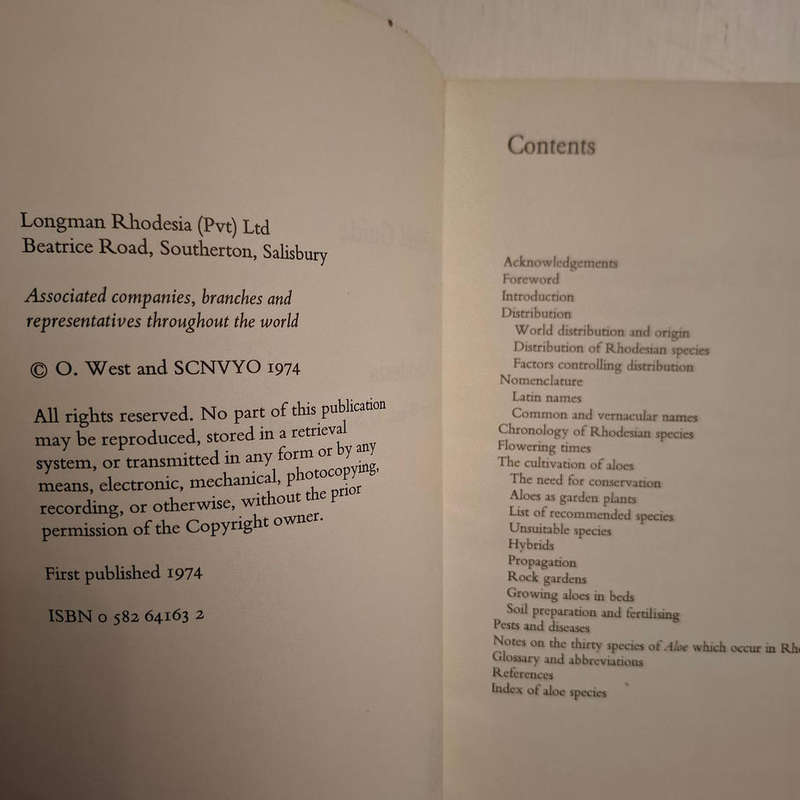 Longman Rhodesia (Pvt) Ltd
Beatrice Road, Southerton, Salisbury
Associated companies, branches and
representatives throughout the world
© O. West and SCNVYO 1974
All rights reserved. No part of this publication
may be reproduced, stored in a retrieval
system, or transmitted in any form or by any
means, electronic, mechanical, photocopying,
recording, or otherwise, without the prior
permission of the Copyright owner.
First published 1974
ISBN 0 582 64163 2
Contents
Acknowledgements
Foreword
Introduction
Distribution
World distribution and origin
Distribution of Rhodesian species
Factors controlling distribution
Nomenclature
Latin names
Common and vernacular names
Chronology of Rhodesian species
Flowering times
The cultivation of aloes
The need for conservation
Aloes as garden plants
List of recommended species
Unsuitable species
Hybrids
Propagation
Rock gardens
Growing aloes in beds
Soil preparation and fertilising
Pests and diseases
Notes on the thirty species of Aloe which occur in
Glossary and abbreviations
References
Index of aloe species